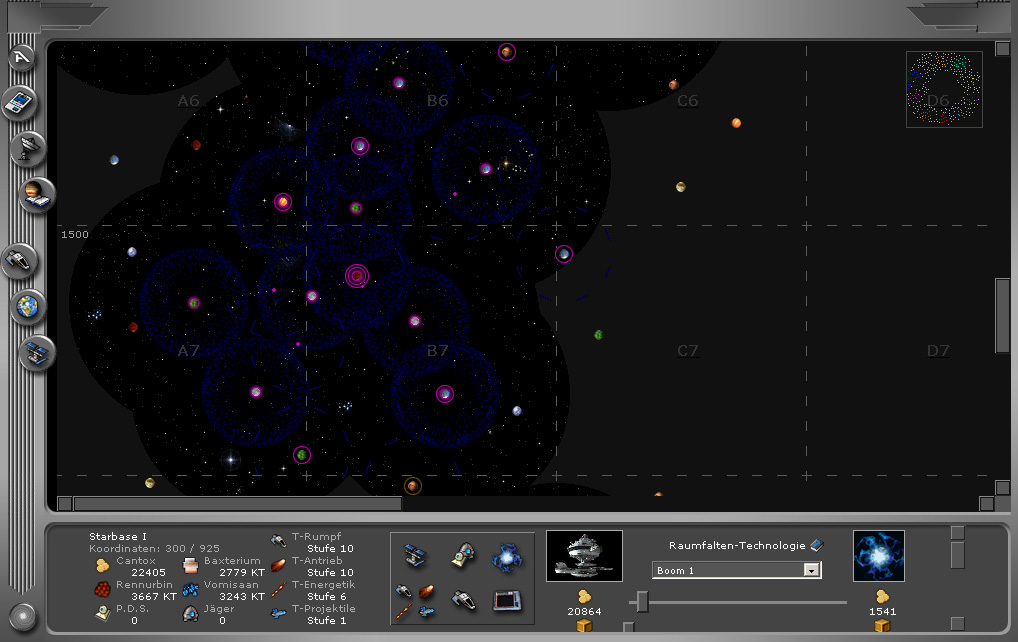 A6
B6
C6
D6
1500
A7
B7
C7
D7
Starbase I
Koordinaten: 300 / 925
Cantox
22405
Baxterium
2779 KT
Rennurbin
3667 KT
Vomisaan
3243 KT
P.D.S.
0
Jäger
0
T-Rumpf
Stufe 10
T-Antrieb
Stufe 10
T-Energetik
Stufe 6
T-Projektile
Stufe 1
Raumfalten-Technologie
Boom 1
20864
1541